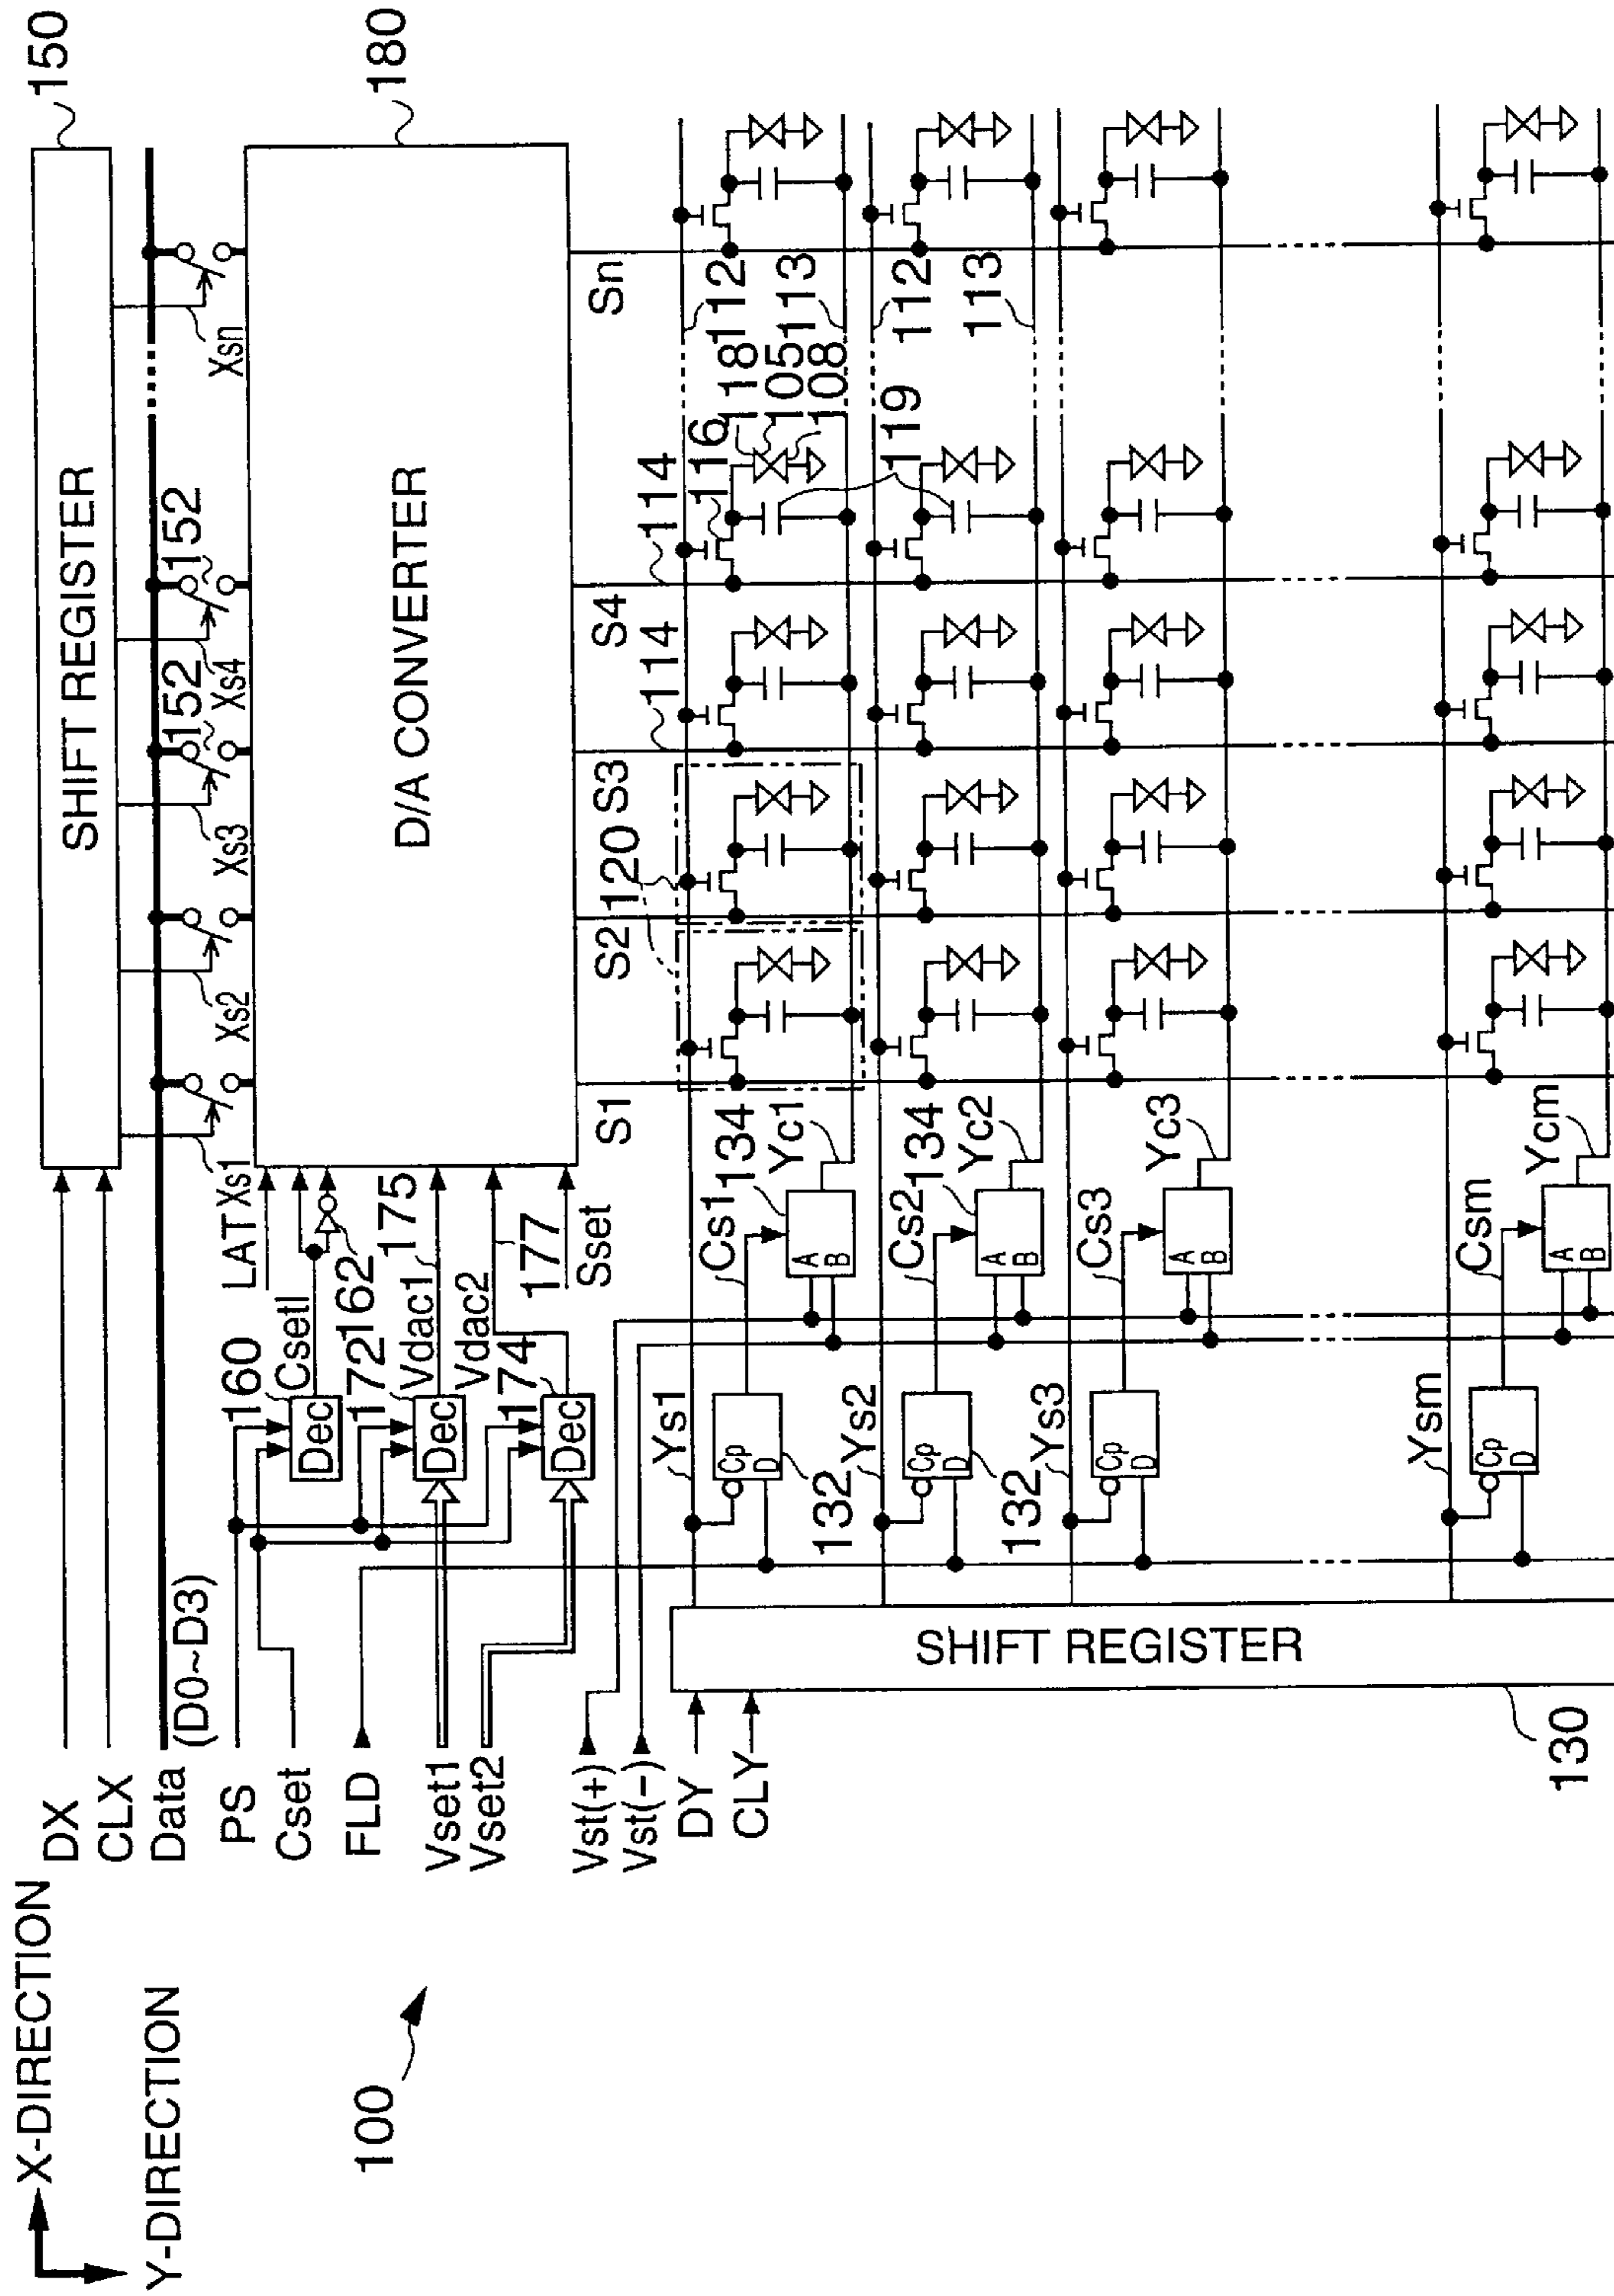 X-DIRECTION
Y-DIRECTION
100
DX
CLX
Data
(D0~D3)
PS
Cset
FLD
Vset1
Vset2
Vst(+)
Vst(-)
DY
CLY
SHIFT REGISTER
150
Xs1
Xs2
Xs3
Xs4
Xsn
152
152
D/A CONVERTER
180
LAT
160
Csetl
162
172
Vdac1
175
Vdac2
174
177
Sset
Dec
Dec
Dec
S1
S2
S3
S4
Sn
120
114
114
116
118
105
108
119
112
113
112
113
SHIFT REGISTER
130
Ys1
Cp
D
132
Cs1
134
A
B
Yc1
Ys2
Cp
D
132
Cs2
134
A
B
Yc2
Ys3
Cp
D
Cs3
A
B
Yc3
Ysm
Cp
D
Csm
A
B
Ycm